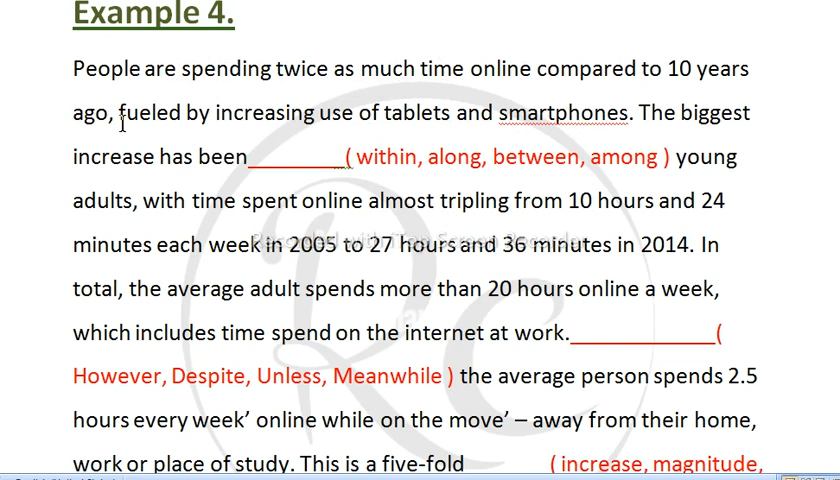 Example 4.
People are spending twice as much time online compared to 10 years
ago, fueled by increasing use of tablets and smartphones. The biggest
increase has been________( within, along, between, among ) young
adults, with time spent online almost tripling from 10 hours and 24
minutes each week in 2005 to 27 hours and 36 minutes in 2014. In
total, the average adult spends more than 20 hours online a week,
which includes time spend on the internet at work.____________(
However, Despite, Unless, Meanwhile ) the average person spends 2.5
hours every week’ online while on the move’ – away from their home,
work or place of study. This is a five-fold ( increase, magnitude,